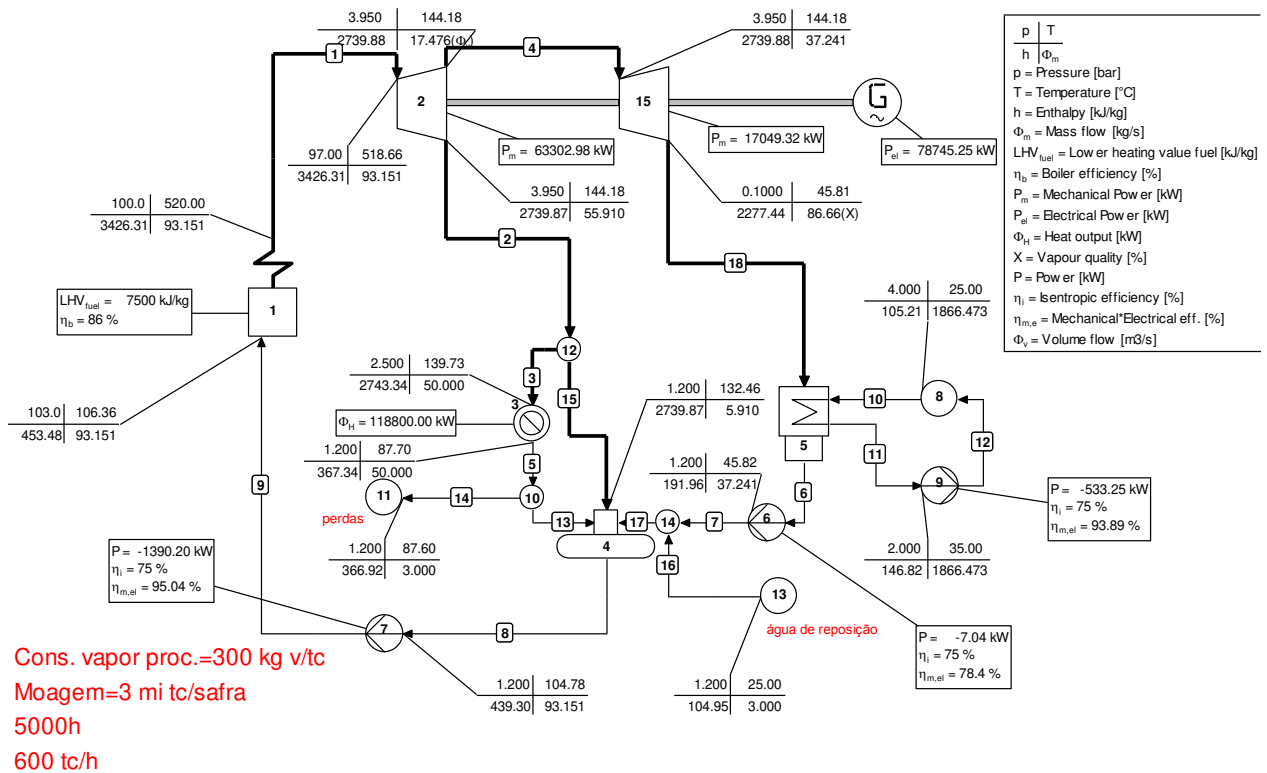 3.950 144.18
2739.88 17.476(Φ
3.950 144.18
2739.88 37.241
p T
h Φm
p = Pressure [bar]
T = Temperature [°C]
h = Enthalpy [kJ/kg]
Φm = Mass flow [kg/s]
LHVfuel = Lower heating value fuel [kJ/kg]
ηb = Boiler efficiency [%]
Pm = Mechanical Power [kW]
Pel = Electrical Power [kW]
ΦH = Heat output [kW]
X = Vapour quality [%]
P = Power [kW]
ηi = Isentropic efficiency [%]
ηm,e = Mechanical*Electrical eff. [%]
Φv = Volume flow [m3/s]
1
4
2
15
G
~
Pm = 63302.98 kW
Pm = 17049.32 kW
Pel = 78745.25 kW
97.00 518.66
3426.31 93.151
3.950 144.18
2739.87 55.910
0.1000 45.81
2277.44 86.66(X)
100.0 520.00
3426.31 93.151
2
18
LHVfuel = 7500 kJ/kg
ηb = 86 %
1
4.000 25.00
105.21 1866.473
12
2.500 139.73
2743.34 50.000
3
15
3
1.200 132.46
2739.87 5.910
10
8
5
11
12
103.0 106.36
453.48 93.151
ΦH = 118800.00 kW
1.200 87.70
367.34 50.000
5
1.200 45.82
191.96 37.241
6
9
9
P = -533.25 kW
ηi = 75 %
ηm,el = 93.89 %
11
14
10
perdas
13
17
14
7
6
4
1.200 87.60
366.92 3.000
16
13
2.000 35.00
146.82 1866.473
P = -1390.20 kW
ηi = 75 %
ηm,el = 95.04 %
7
8
água de reposição
P = -7.04 kW
ηi = 75 %
ηm,el = 78.4 %
1.200 104.78
439.30 93.151
1.200 25.00
104.95 3.000
Cons. vapor proc.=300 kg v/tc
Moagem=3 mi tc/safra
5000h
600 tc/h